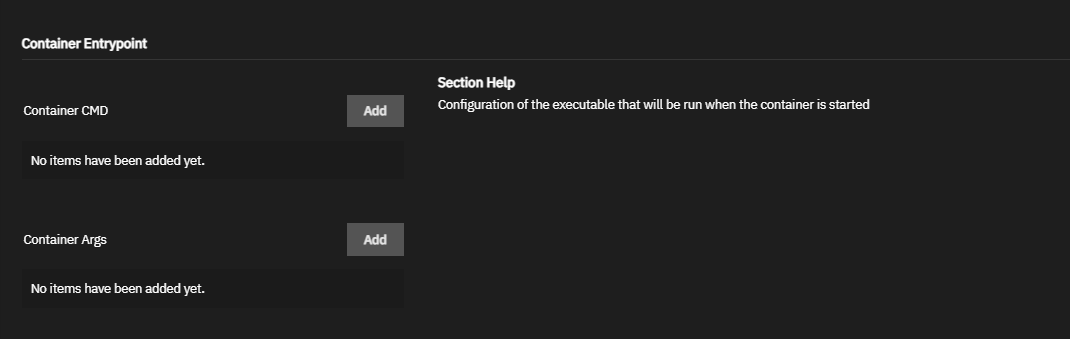 Container Entrypoint
Section Help
Configuration of the executable that will be run when the container is started
Container CMD
Add
No items have been added yet.
Container Args
Add
No items have been added yet.